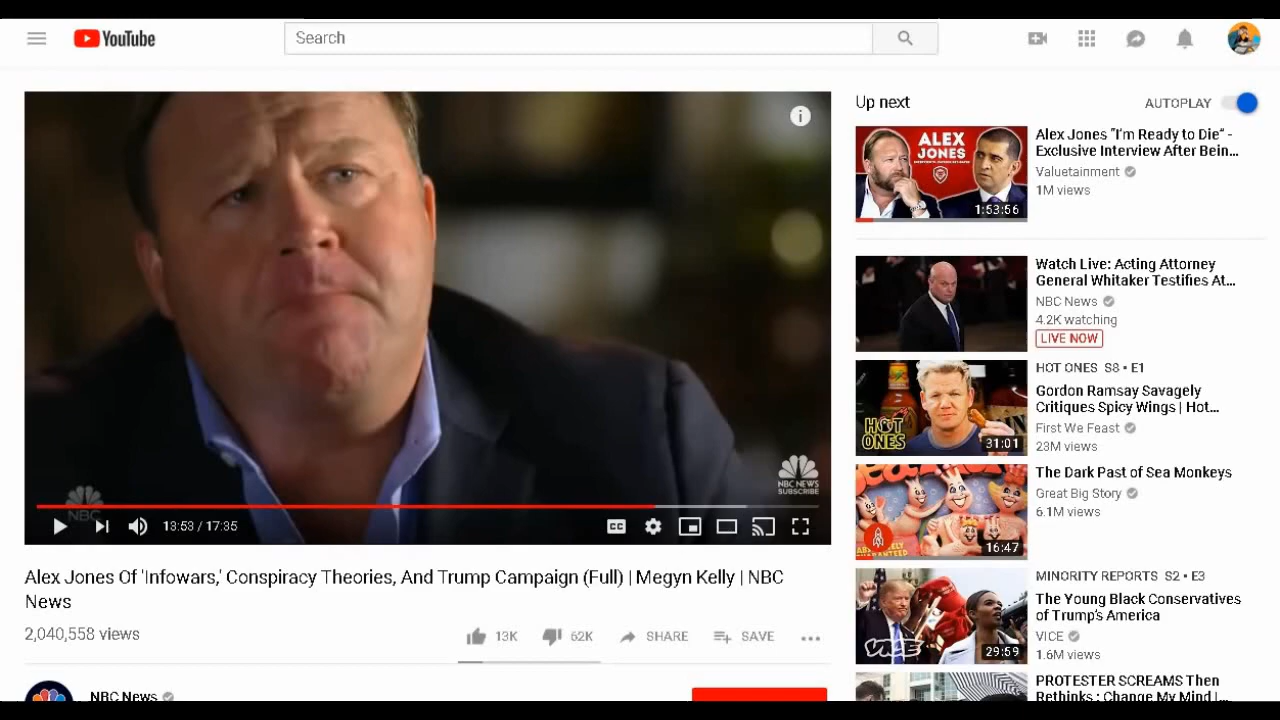 YouTube
Search
NBC NEWS
SUBSCRIBE
NBC
13:53 / 17:35
CC
Alex Jones Of 'Infowars,' Conspiracy Theories, And Trump Campaign (Full) | Megyn Kelly | NBC
News
2,040,558 views
13K
62K
SHARE
SAVE
NBC News
Up next
AUTOPLAY
ALEX
JONES
1:53:56
Alex Jones "I'm Ready to Die" -
Exclusive Interview After Bein...
Valuetainment
1M views
Watch Live: Acting Attorney
General Whitaker Testifies At...
NBC News
4.2K watching
LIVE NOW
HOT ONES
31:01
HOT ONES S8 • E1
Gordon Ramsay Savagely
Critiques Spicy Wings | Hot...
First We Feast
23M views
16:47
The Dark Past of Sea Monkeys
Great Big Story
6.1M views
VICE
29:59
MINORITY REPORTS S2 • E3
The Young Black Conservatives
of Trump's America
VICE
1.6M views
PROTESTER SCREAMS Then
Rethinks : Change My Mind |...